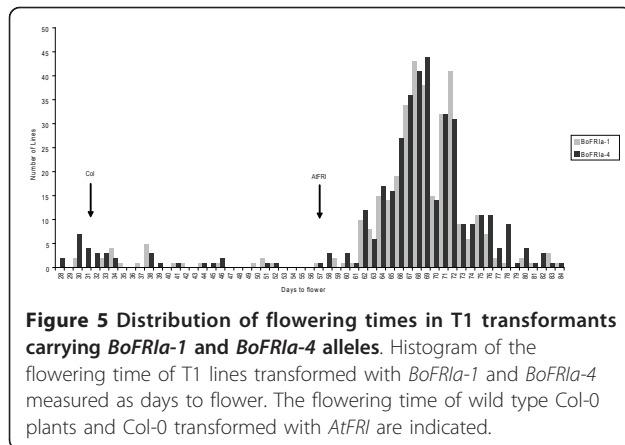 50
45
40
35
30
25
20
15
10
5
0
Number of Lines
Col
AtFRI
BoFRIa-1
BoFRIa-4
28 29 30 31 32 33 34 35 36 37 38 39 40 41 42 43 44 45 46 47 48 49 50 51 52 53 54 55 56 57 58 59 60 61 62 63 64 65 66 67 68 69 70 71 72 73 74 75 76 77 78 79 80 81 82 83 84
Days to flower
Figure 5 Distribution of flowering times in T1 transformants
carrying BoFRIa-1 and BoFRIa-4 alleles. Histogram of the
flowering time of T1 lines transformed with BoFRIa-1 and BoFRIa-4
measured as days to flower. The flowering time of wild type Col-0
plants and Col-0 transformed with AtFRI are indicated.